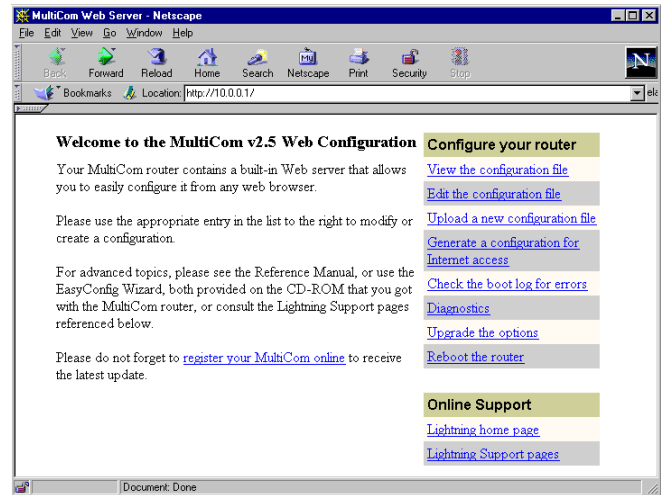 MultiCom Web Server - Netscape
File Edit View Go Window Help
Back Forward Reload Home Search Netscape Print Security Stop
N
Bookmarks Location: http://10.0.0.1/
Welcome to the MultiCom v2.5 Web Configuration
Your MultiCom router contains a built-in Web server that allows
you to easily configure it from any web browser.
Please use the appropriate entry in the list to the right to modify or
create a configuration.
For advanced topics, please see the Reference Manual, or use the
EasyConfig Wizard, both provided on the CD-ROM that you got
with the MultiCom router, or consult the Lightning Support pages
referenced below.
Please do not forget to register your MultiCom online to receive
the latest update.
Configure your router
View the configuration file
Edit the configuration file
Upload a new configuration file
Generate a configuration for
Internet access
Check the boot log for errors
Diagnostics
Upgrade the options
Reboot the router
Online Support
Lightning home page
Lightning Support pages
Document: Done